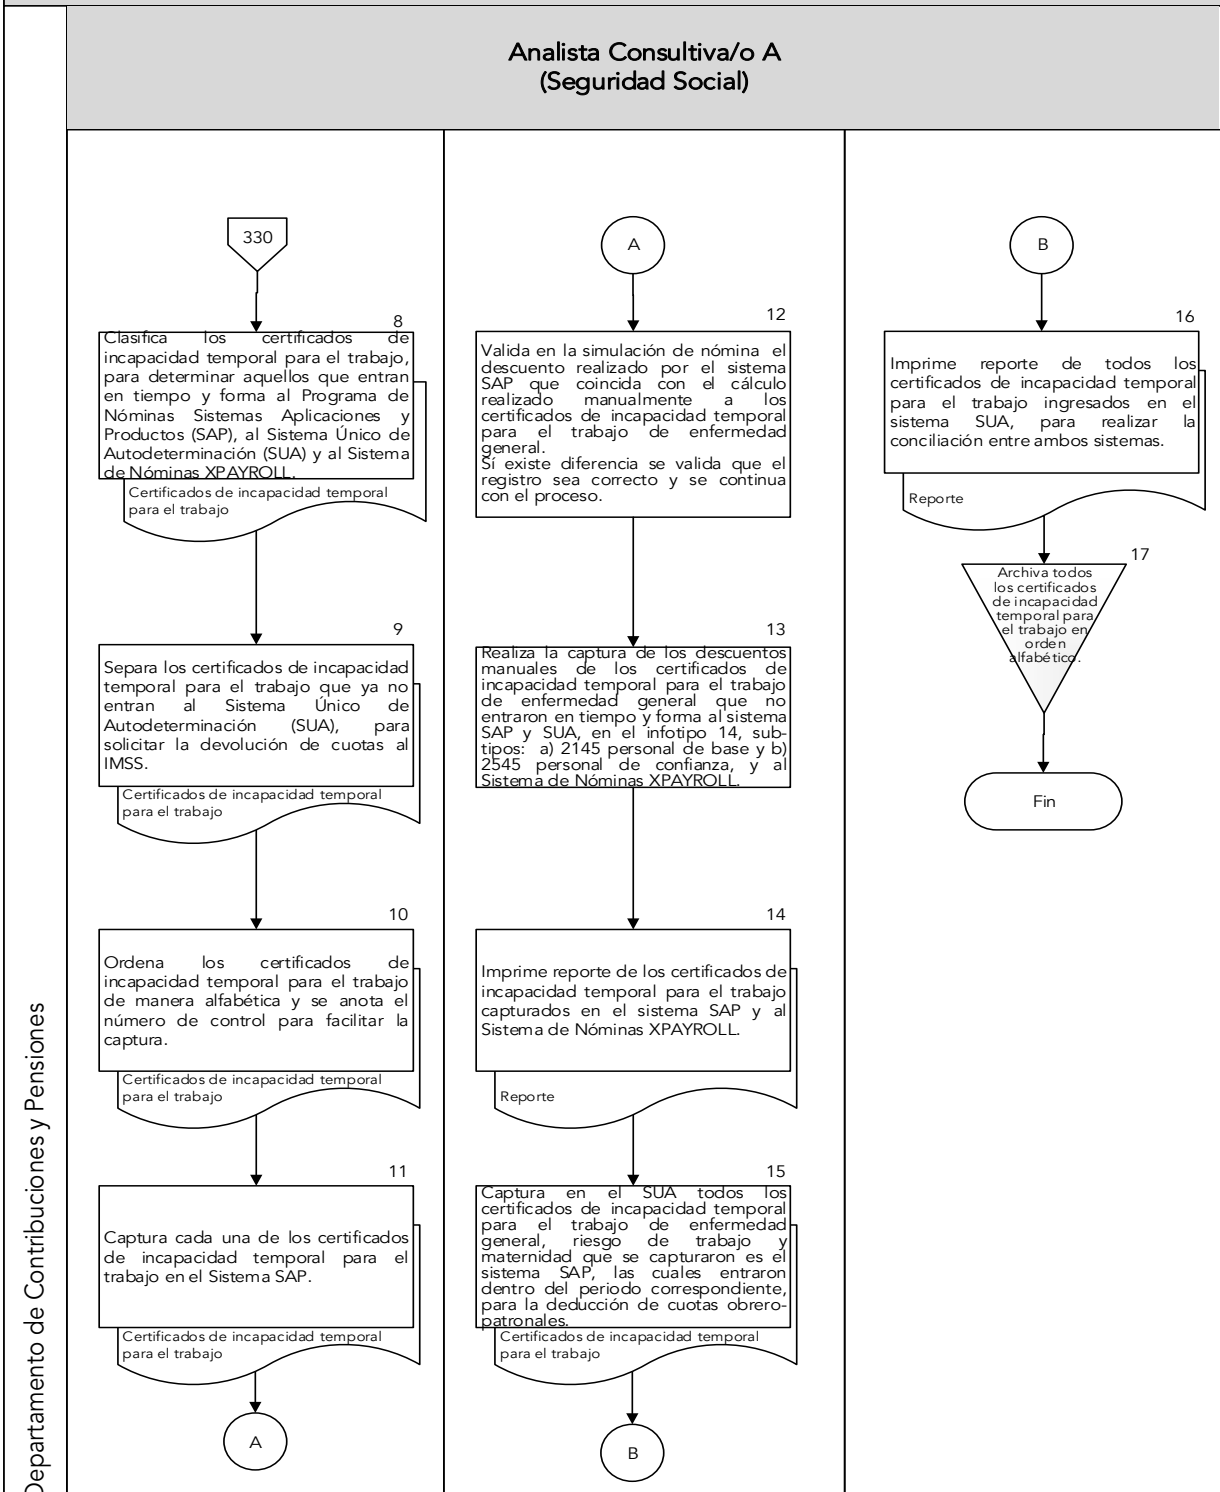 Analista Consultiva/o A
(Seguridad Social)
Departamento de Contribuciones y Pensiones
330
8
Clasifica los certificados de
incapacidad temporal para el trabajo,
para determinar aquellos que entran
en tiempo y forma al Programa de
Nóminas Sistemas Aplicaciones y
Productos (SAP), al Sistema Único de
Autodeterminación (SUA) y al Sistema
de Nóminas XPAYROLL.
Certificados de incapacidad temporal
para el trabajo
9
Separa los certificados de incapacidad
temporal para el trabajo que ya no
entran al Sistema Único de
Autodeterminación (SUA), para
solicitar la devolución de cuotas al
IMSS.
Certificados de incapacidad temporal
para el trabajo
10
Ordena los certificados de
incapacidad temporal para el trabajo
de manera alfabética y se anota el
número de control para facilitar la
captura.
Certificados de incapacidad temporal
para el trabajo
11
Captura cada una de los certificados
de incapacidad temporal para el
trabajo en el Sistema SAP.
Certificados de incapacidad temporal
para el trabajo
A
A
12
Valida en la simulación de nómina el
descuento realizado por el sistema
SAP que coincida con el cálculo
realizado manualmente a los
certificados de incapacidad temporal
para el trabajo de enfermedad
general.
Sí existe diferencia se valida que el
registro sea correcto y se continua
con el proceso.
13
Realiza la captura de los descuentos
manuales de los certificados de
incapacidad temporal para el trabajo
de enfermedad general que no
entraron en tiempo y forma al sistema
SAP y SUA, en el infotipo 14, sub-
tipos: a) 2145 personal de base y b)
2545 personal de confianza, y al
Sistema de Nóminas XPAYROLL.
14
Imprime reporte de los certificados de
incapacidad temporal para el trabajo
capturados en el sistema SAP y al
Sistema de Nóminas XPAYROLL.
Reporte
15
Captura en el SUA todos los
certificados de incapacidad temporal
para el trabajo de enfermedad
general, riesgo de trabajo y
maternidad que se capturaron es el
sistema SAP, las cuales entraron
dentro del periodo correspondiente,
para la deducción de cuotas obrero-
patronales.
Certificados de incapacidad temporal
para el trabajo
B
B
16
Imprime reporte de todos los
certificados de incapacidad temporal
para el trabajo ingresados en el
sistema SUA, para realizar la
conciliación entre ambos sistemas.
Reporte
17
Archiva todos
los certificados
de incapacidad
temporal para
el trabajo en
orden
alfabético.
Fin